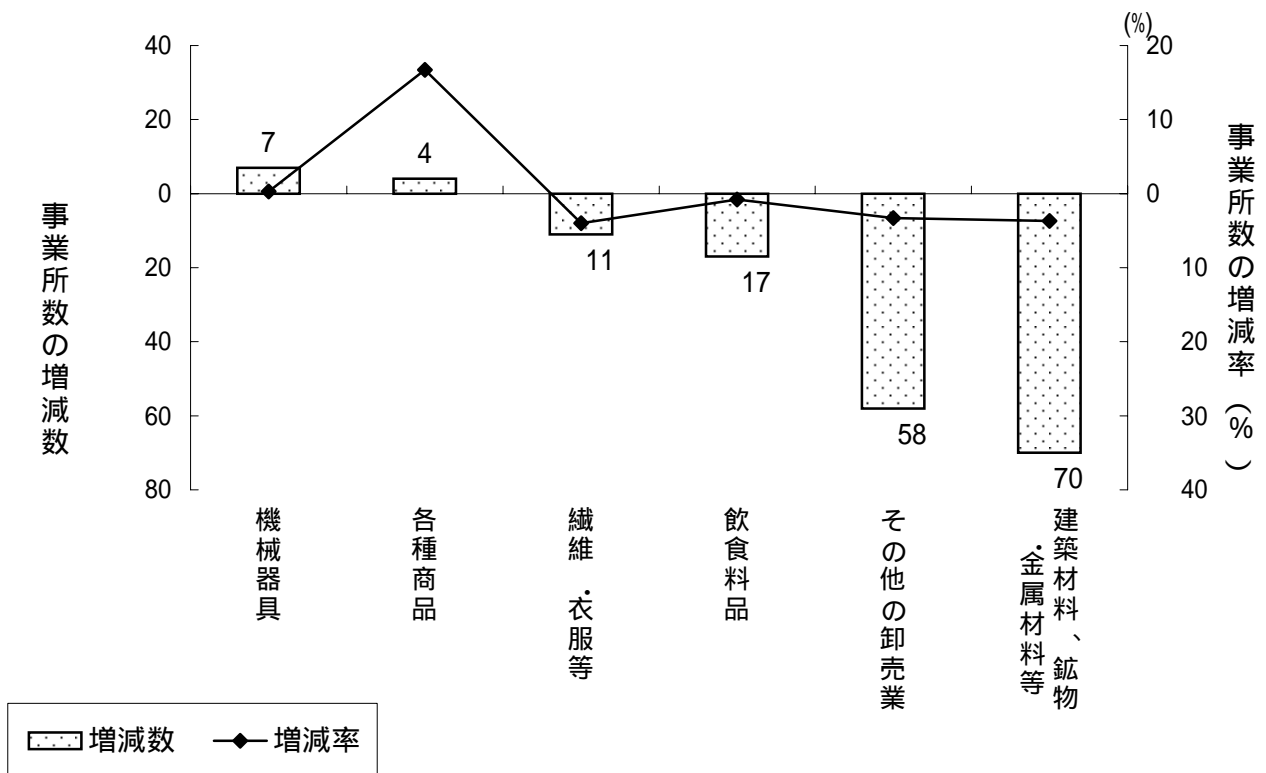 (%)
40
20
0
20
40
60
80
事業所数の増減数
20
10
0
10
20
30
40
事業所数の増減率(%)
7
4
11
17
58
70
機械器具
各種商品
繊維・衣服等
飲食料品
その他の卸売業
建築材料、鉱物
・金属材料等
増減数
増減率